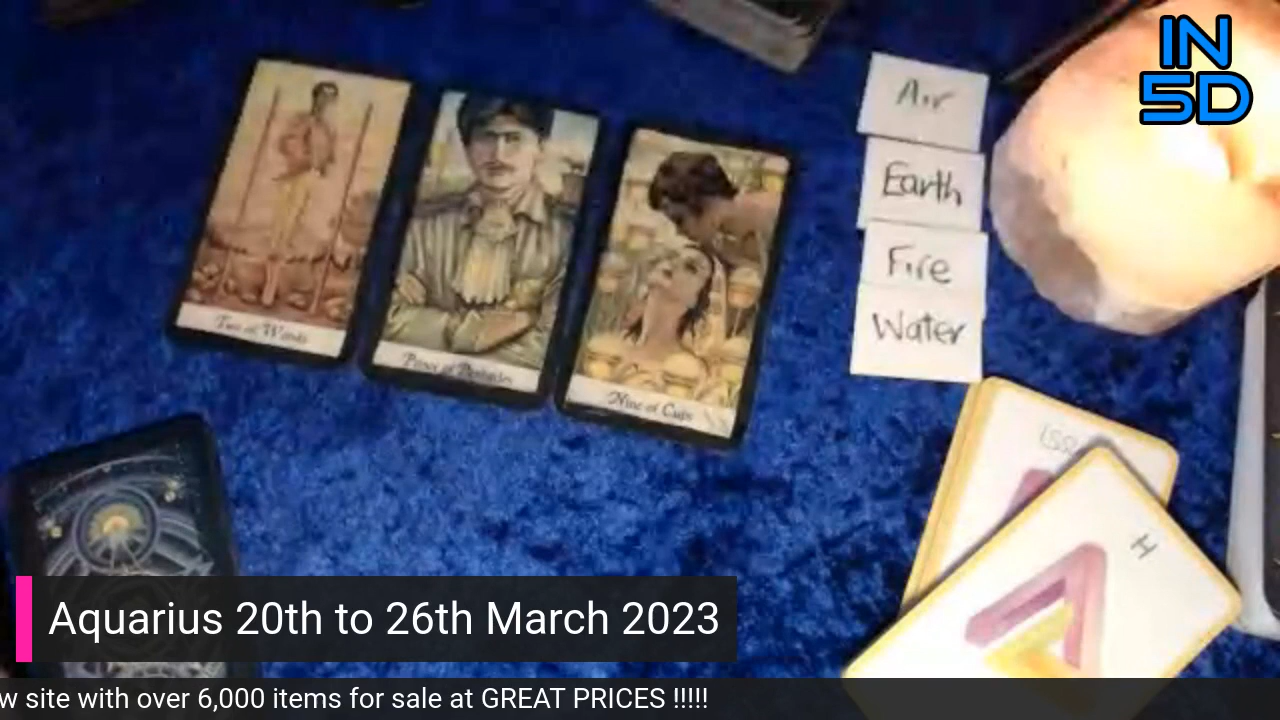 IN
5D
Air
Earth
Fire
Water
Two of Wands
Prince of Pentacles
Nine of Cups
H
Aquarius 20th to 26th March 2023
w site with over 6,000 items for sale at GREAT PRICES !!!!!